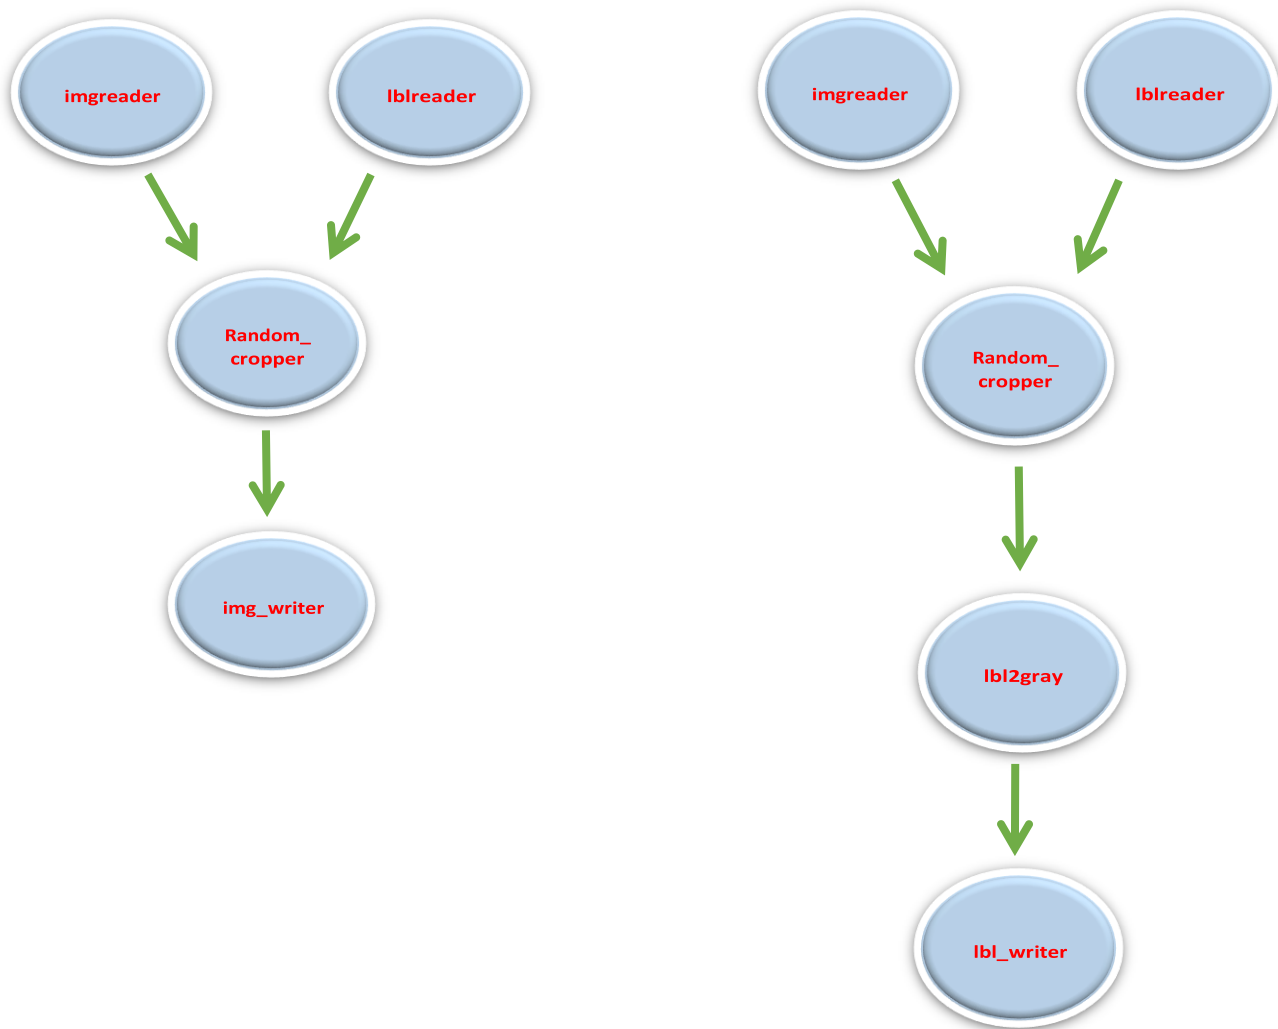 imgreader
lblreader
Random_
cropper
img_writer
imgreader
lblreader
Random_
cropper
lbl2gray
lbl_writer